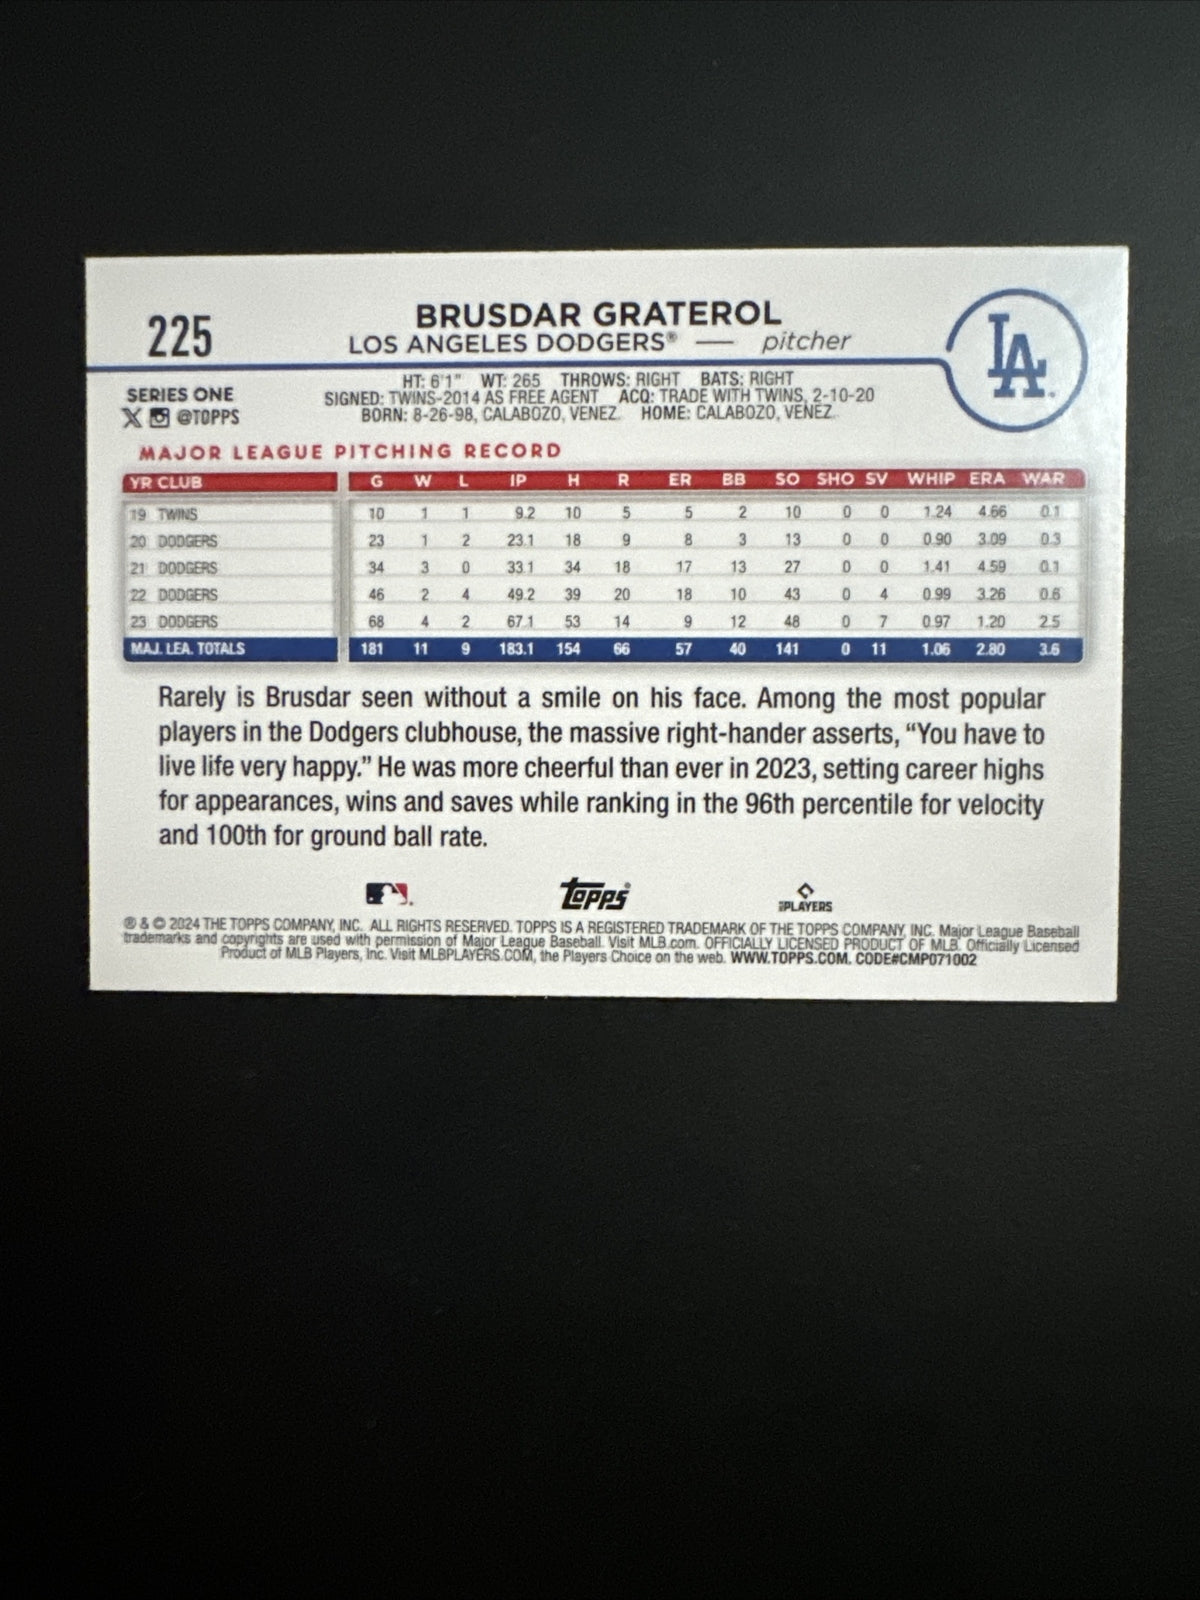 225
BRUSDAR GRATEROL
LOS ANGELES DODGERS® — pitcher
LA
SERIES ONE
X @TOPPS
HT: 6'1" WT: 265 THROWS: RIGHT BATS: RIGHT
SIGNED: TWINS-2014 AS FREE AGENT ACQ: TRADE WITH TWINS, 2-10-20
BORN: 8-26-98, CALABOZO, VENEZ. HOME: CALABOZO, VENEZ.
MAJOR LEAGUE PITCHING RECORD
YR CLUB G W L IP H R ER BB SO SHO SV WHIP ERA WAR
19 TWINS 10 1 1 9.2 10 5 5 2 10 0 0 1.24 4.66 0.1
20 DODGERS 23 1 2 23.1 18 9 8 3 13 0 0 0.90 3.09 0.3
21 DODGERS 34 3 0 33.1 34 18 17 13 27 0 0 1.41 4.59 0.1
22 DODGERS 46 2 4 49.2 39 20 18 10 43 0 4 0.99 3.26 0.6
23 DODGERS 68 4 2 67.1 53 14 9 12 48 0 7 0.97 1.20 2.5
MAJ. LEA. TOTALS 181 11 9 183.1 154 66 57 40 141 0 11 1.06 2.80 3.6
Rarely is Brusdar seen without a smile on his face. Among the most popular
players in the Dodgers clubhouse, the massive right-hander asserts, “You have to
live life very happy.” He was more cheerful than ever in 2023, setting career highs
for appearances, wins and saves while ranking in the 96th percentile for velocity
and 100th for ground ball rate.
Topps®
PLAYERS
® & © 2024 THE TOPPS COMPANY, INC. ALL RIGHTS RESERVED. TOPPS IS A REGISTERED TRADEMARK OF THE TOPPS COMPANY, INC. Major League Baseball
trademarks and copyrights are used with permission of Major League Baseball. Visit MLB.com. OFFICIALLY LICENSED PRODUCT OF MLB. Officially Licensed
Product of MLB Players, Inc. Visit MLBPLAYERS.COM, the Players Choice on the web. WWW.TOPPS.COM. CODE#CMP071002